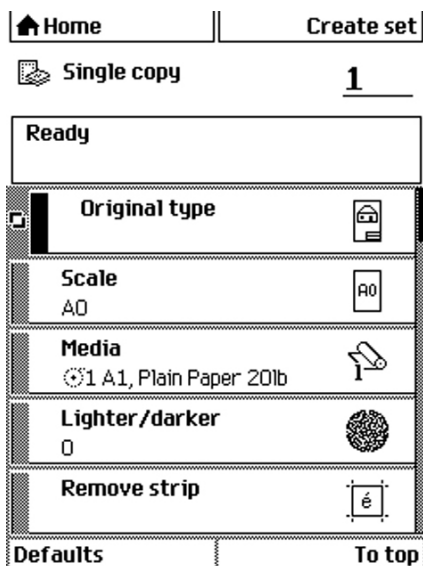 Home
Create set
Single copy
1
Ready
Original type
Scale
A0
A0
Media
1 A1, Plain Paper 20lb
1
Lighter/darker
0
Remove strip
é
Defaults
To top